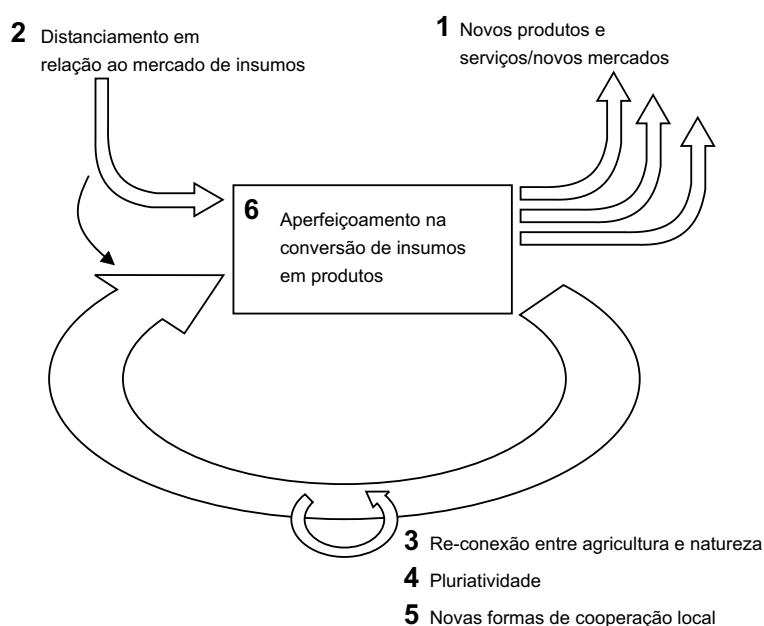 2 Distanciamento em
relação ao mercado de insumos
1 Novos produtos e
serviços/novos mercados
6 Aperfeiçoamento na
conversão de insumos
em produtos
3 Re-conexão entre agricultura e natureza
4 Pluriatividade
5 Novas formas de cooperação local